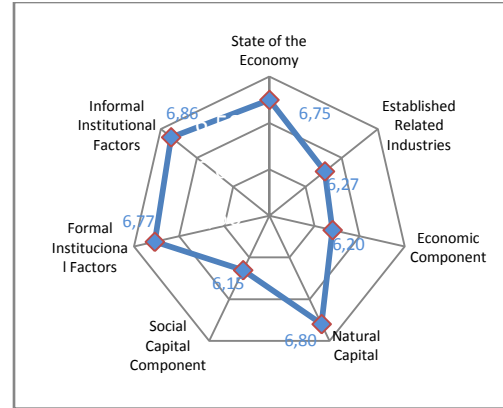 State of the
Economy
6,75
Established
Related
Industries
6,27
Economic
Component
6,20
Natural
Capital
6,80
Social
Capital
Component
6,15
Formal
Instituciona
l Factors
6,77
Informal
Institutional
Factors
6,86